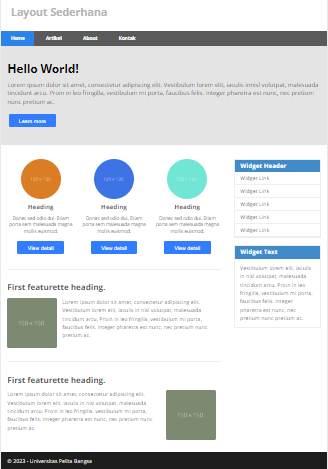 Layout Sederhana
Home Artikel About Kontak
Hello World!
Lorem ipsum dolor sit amet, consectetur adipiscing elit. Vestibulum lorem elit, iaculis innisl volutpat, malesuada
tincidunt arcu. Proin in leo fringilla, vestibulum mi porta, faucibus felis. Integer pharetra est nunc, nec pretium
nunc pretium ac.
Learn more
120 × 120
120 × 120
120 × 120
Heading
Heading
Heading
Donec sed odio dui. Etiam
porta sem malesuada magna
mollis euismod.
Donec sed odio dui. Etiam
porta sem malesuada magna
mollis euismod.
Donec sed odio dui. Etiam
porta sem malesuada magna
mollis euismod.
View detail
View detail
View detail
Widget Header
Widget Link
Widget Link
Widget Link
Widget Link
Widget Link
Widget Text
Vestibulum lorem elit, iaculis
in nisl volutpat, malesuada
tincidunt arcu. Proin in leo
fringilla, vestibulum mi porta,
faucibus felis. Integer
pharetra est nunc, nec
pretium nunc pretium ac.
First featurette heading.
150 × 150
Lorem ipsum dolor sit amet, consectetur adipiscing elit.
Vestibulum lorem elit, iaculis in nisl volutpat, malesuada
tincidunt arcu. Proin in leo fringilla, vestibulum mi porta,
faucibus felis. Integer pharetra est nunc, nec pretium nunc
pretium ac.
First featurette heading.
Lorem ipsum dolor sit amet, consectetur adipiscing elit.
Vestibulum lorem elit, iaculis in nisl volutpat, malesuada
tincidunt arcu. Proin in leo fringilla, vestibulum mi porta,
faucibus felis. Integer pharetra est nunc, nec pretium nunc
pretium ac.
150 × 150
© 2023 - Universitas Pelita Bangsa